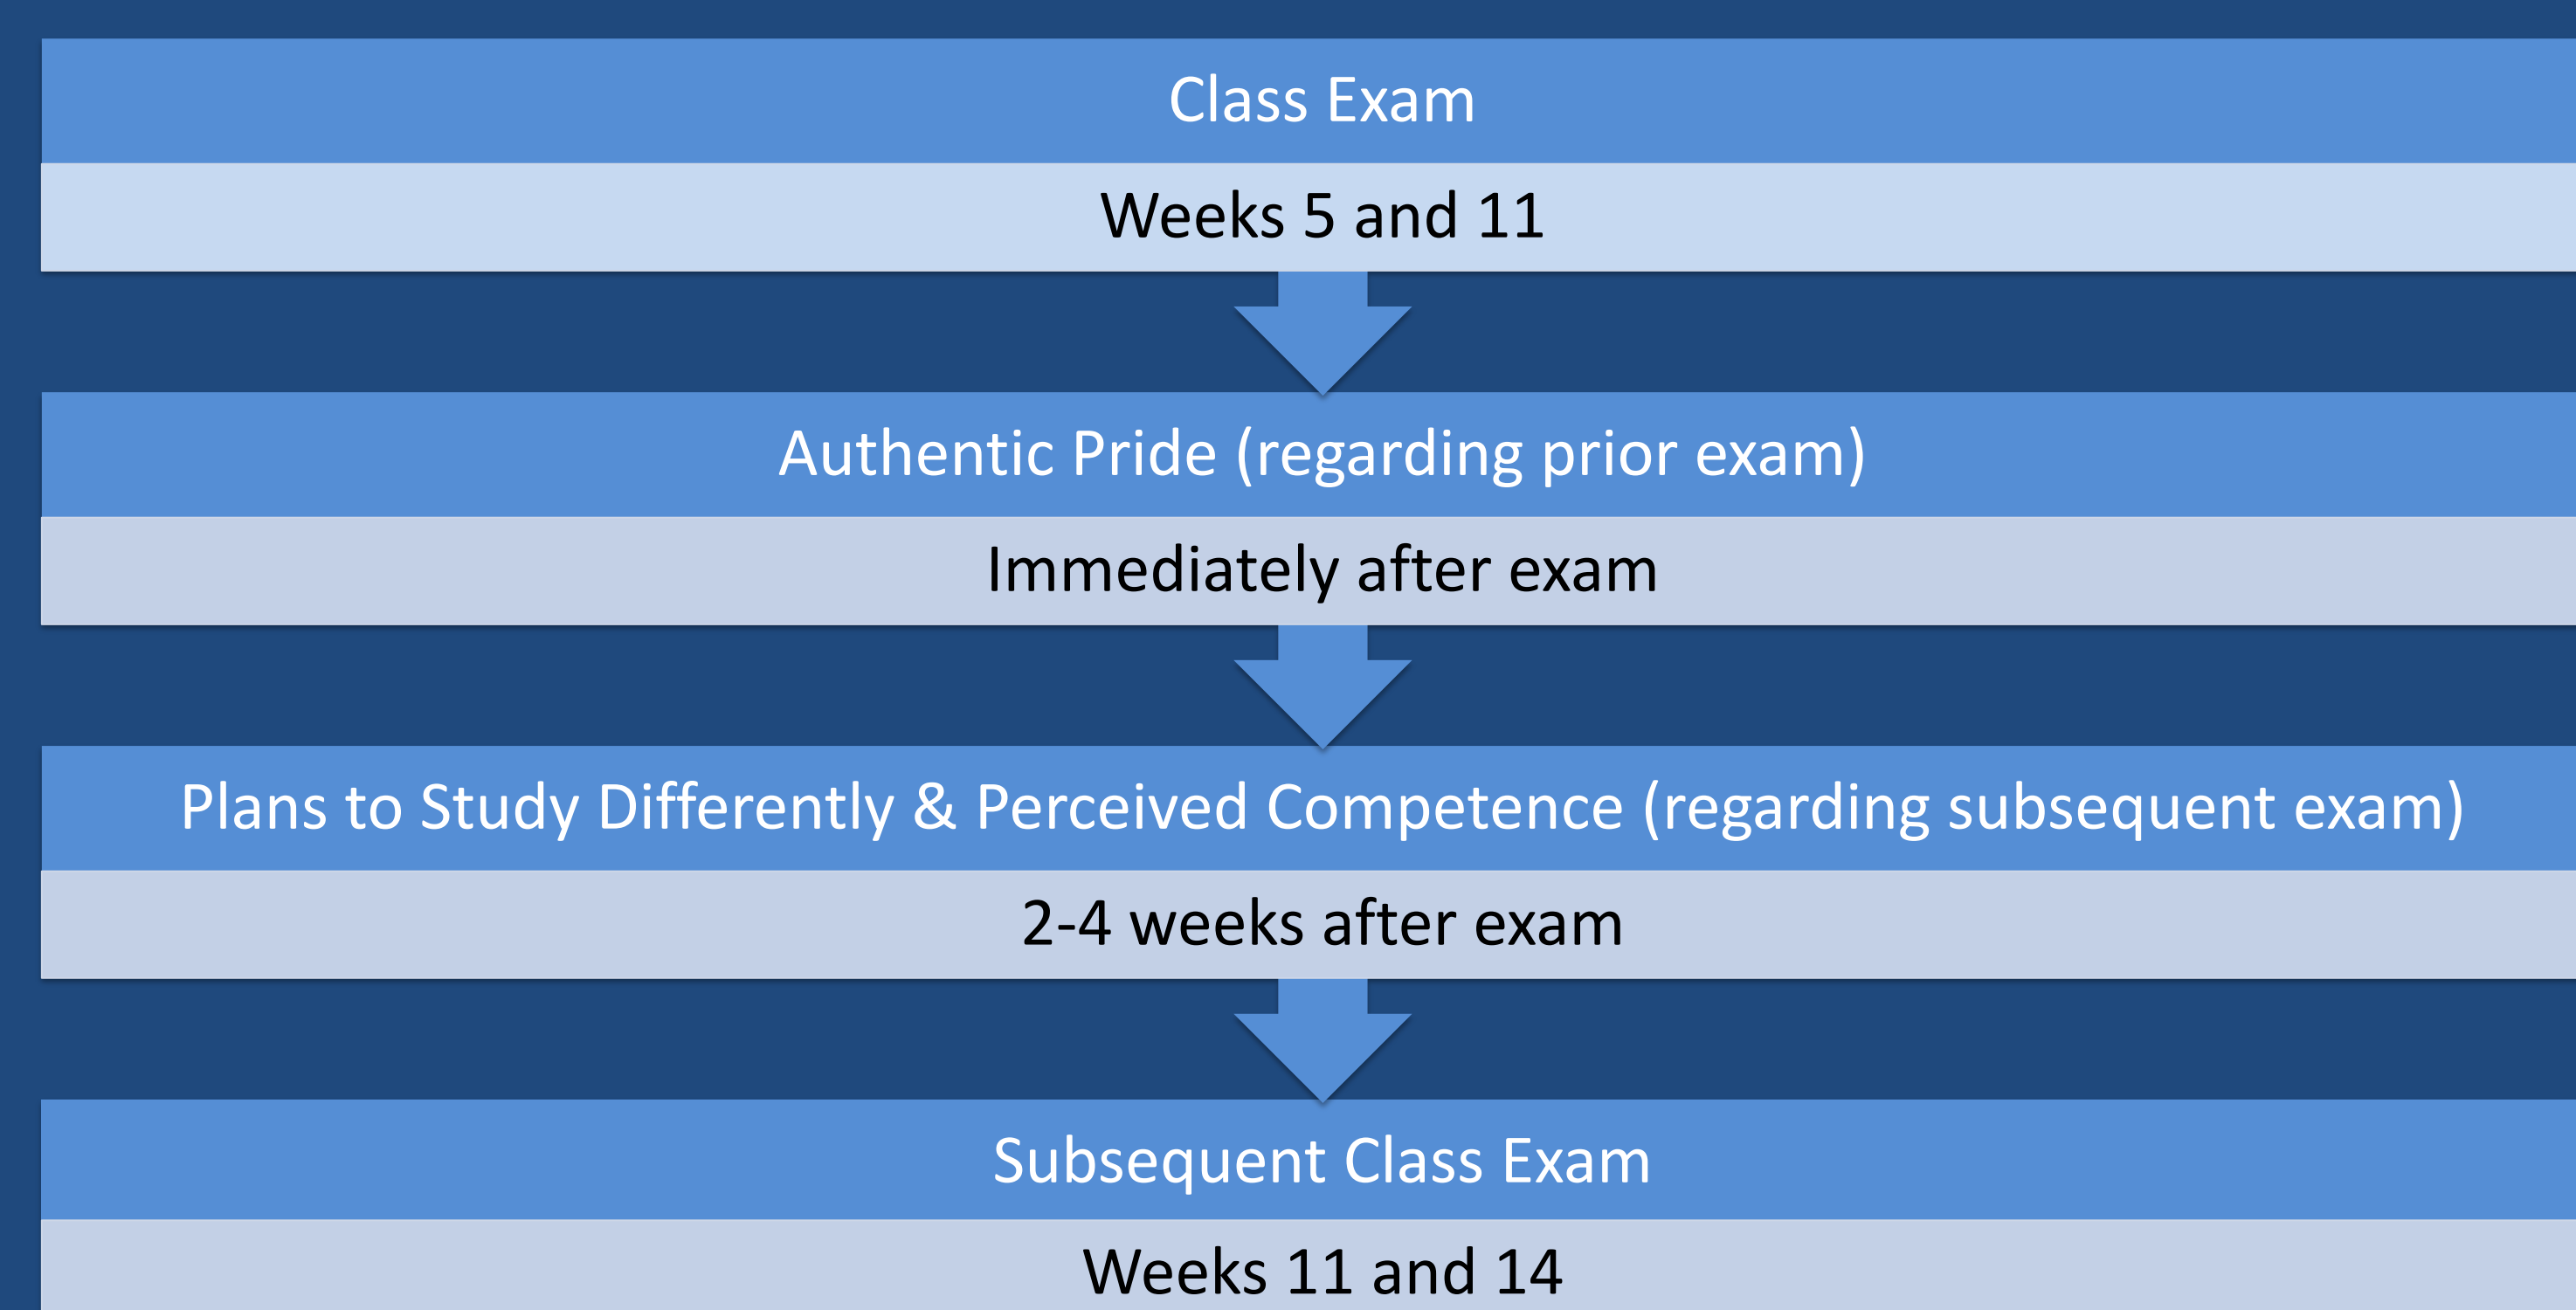 Class Exam
Weeks 5 and 11
Authentic Pride (regarding prior exam)
Immediately after exam
Plans to Study Differently & Perceived Competence (regarding subsequent exam)
2-4 weeks after exam
Subsequent Class Exam
Weeks 11 and 14